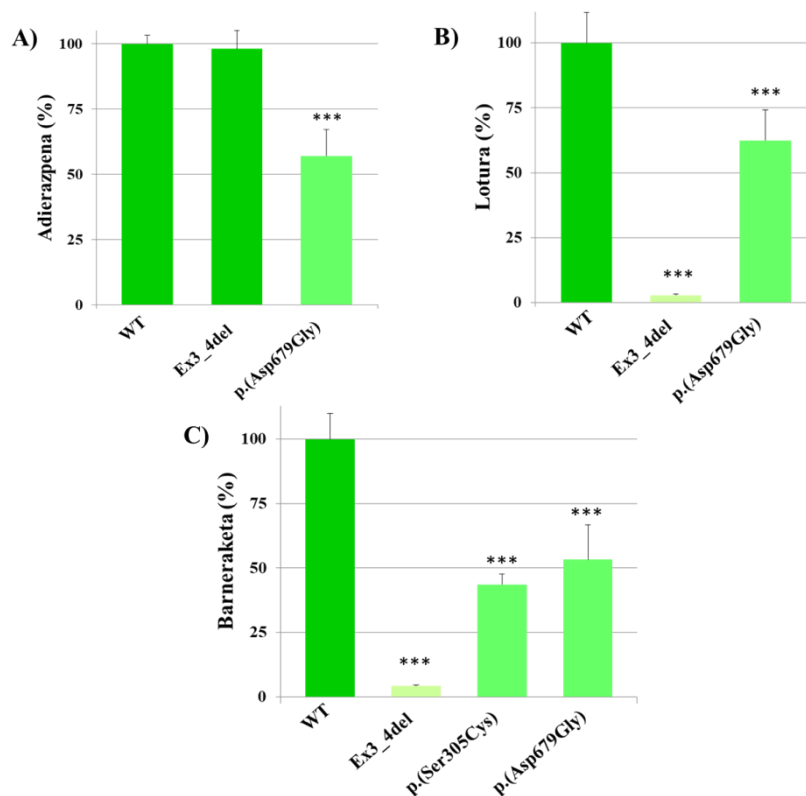 A)
Adierazpena (%)
100
75
50
25
0
***
WT
Ex3_4del
p.(Asp679Gly)
B)
Lotura (%)
100
75
50
25
0
***
***
WT
Ex3_4del
p.(Asp679Gly)
C)
Barneraketa (%)
100
75
50
25
0
***
***
***
WT
Ex3_4del
p.(Ser305Cys)
p.(Asp679Gly)